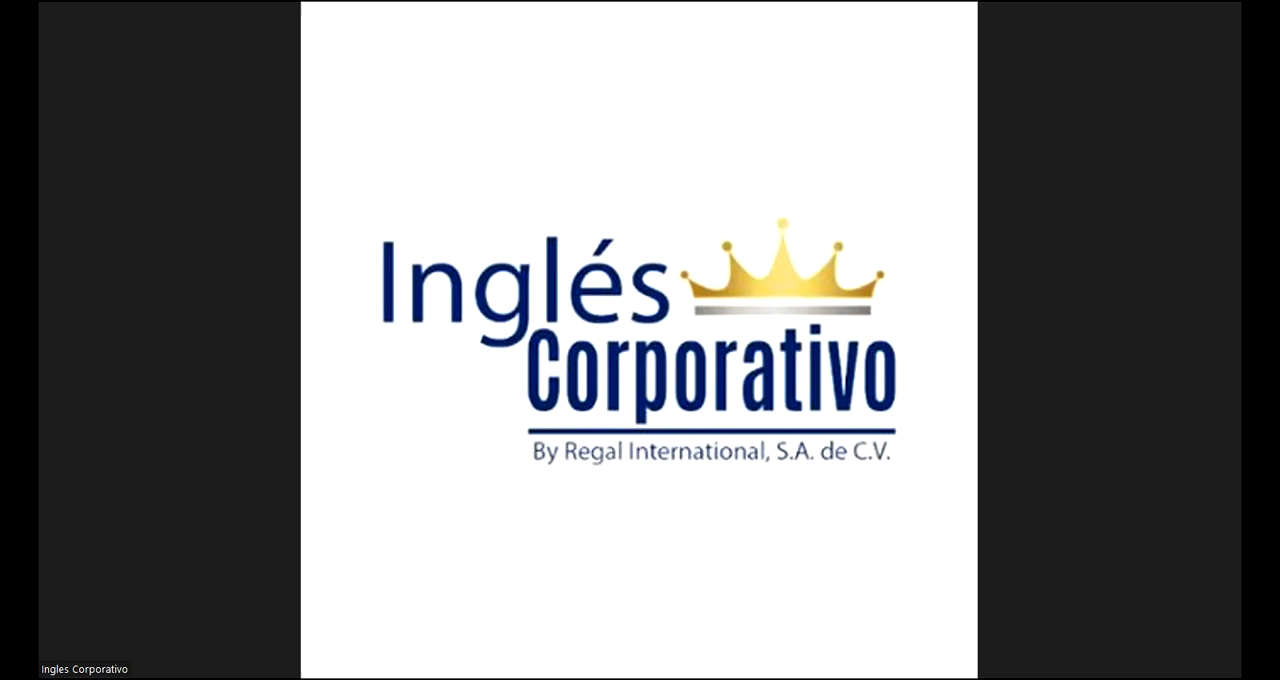 Inglés
Corporativo
By Regal International, S.A. de C.V.
Ingles Corporativo